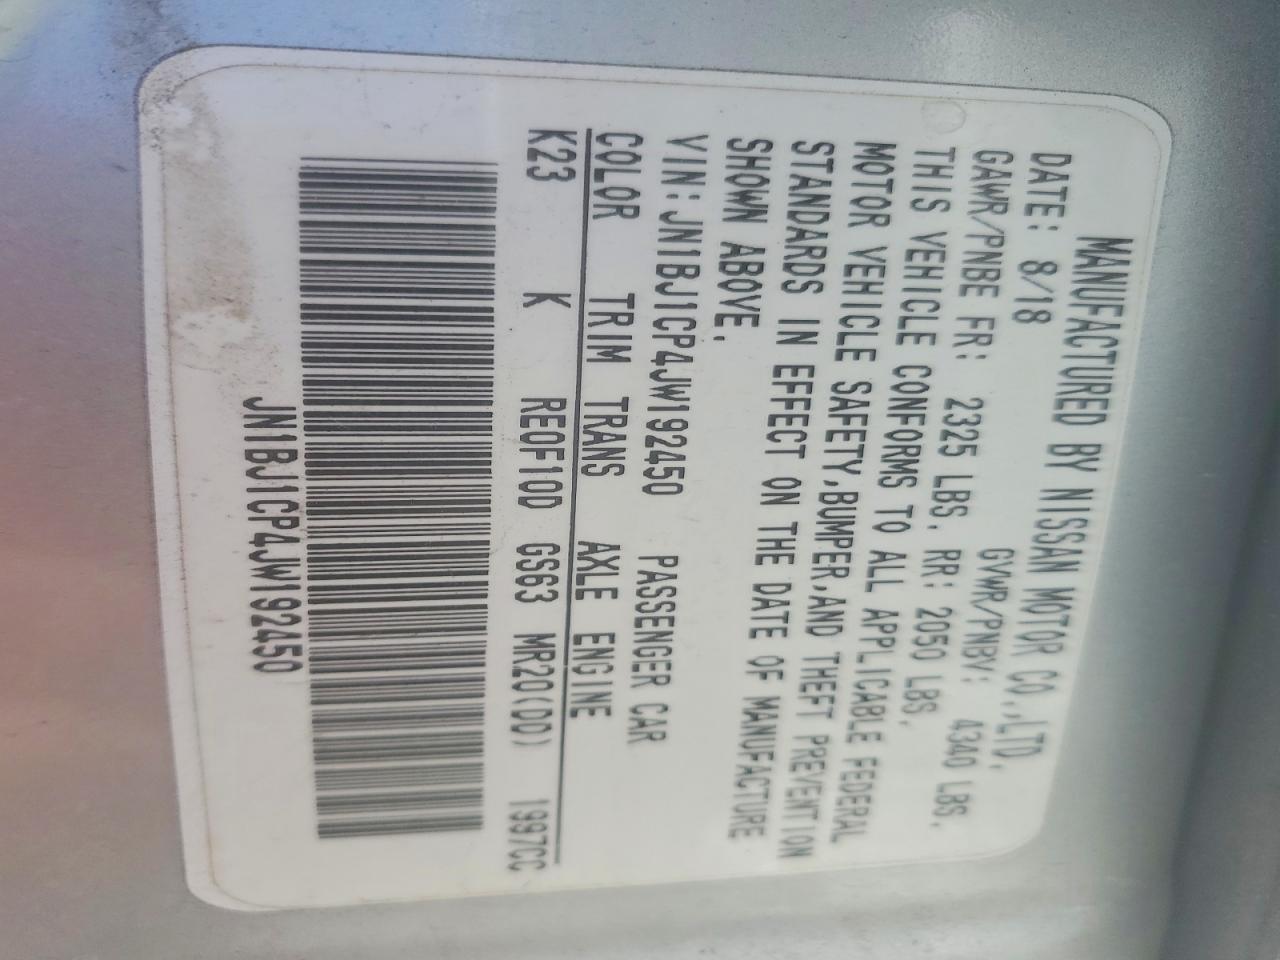 MANUFACTURED BY NISSAN MOTOR CO.,LTD.
DATE: 8/18 GVWR/PNBV: 4340 LBS.
GAWR/PNBE FR: 2325 LBS. RR: 2050 LBS.
THIS VEHICLE CONFORMS TO ALL APPLICABLE FEDERAL
MOTOR VEHICLE SAFETY,BUMPER,AND THEFT PREVENTION
STANDARDS IN EFFECT ON THE DATE OF MANUFACTURE
SHOWN ABOVE.
VIN:JN1BJ1CP4JW192450 PASSENGER CAR
COLOR TRIM TRANS AXLE ENGINE
K23 K RE0F10D GS63 MR20(DD) 1997CC
JN1BJ1CP4JW192450